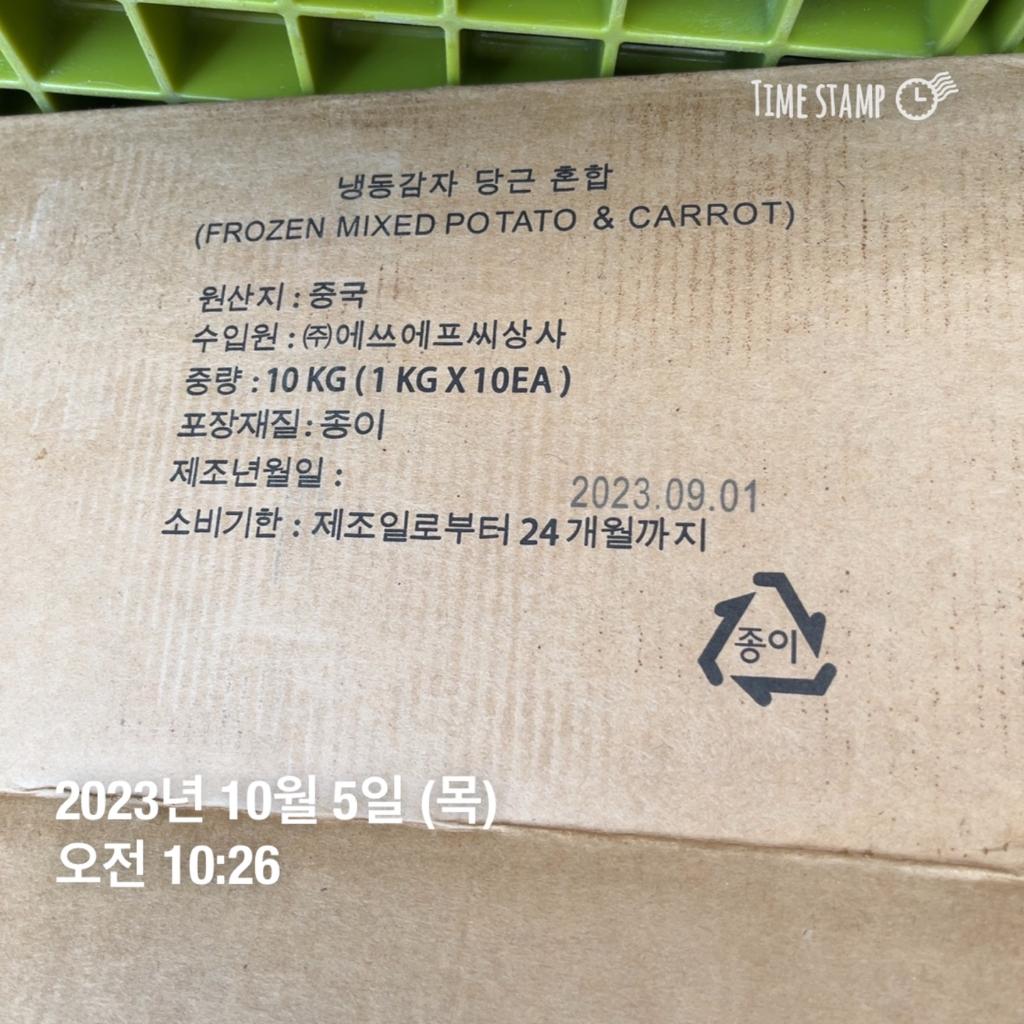 TIME STAMP
냉동감자 당근 혼합
(FROZEN MIXED POTATO & CARROT)
원산지 : 중국
수입원 : ㈜에쓰에프씨상사
중량 : 10 KG ( 1 KG X 10EA )
포장재질 : 종이
제조년월일 : 2023.09.01
소비기한 : 제조일로부터 24 개월까지
종이
2023년 10월 5일 (목)
오전 10:26